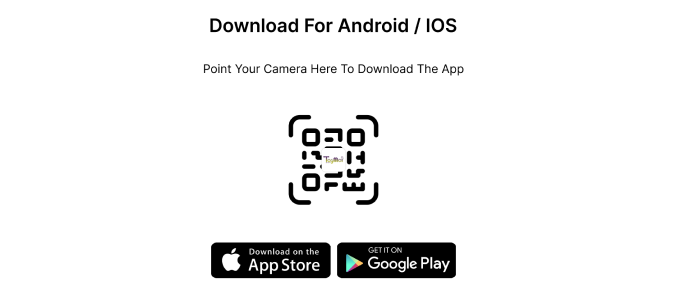 Download For Android / IOS
Point Your Camera Here To Download The App
Download on the
App Store
GET IT ON
Google Play